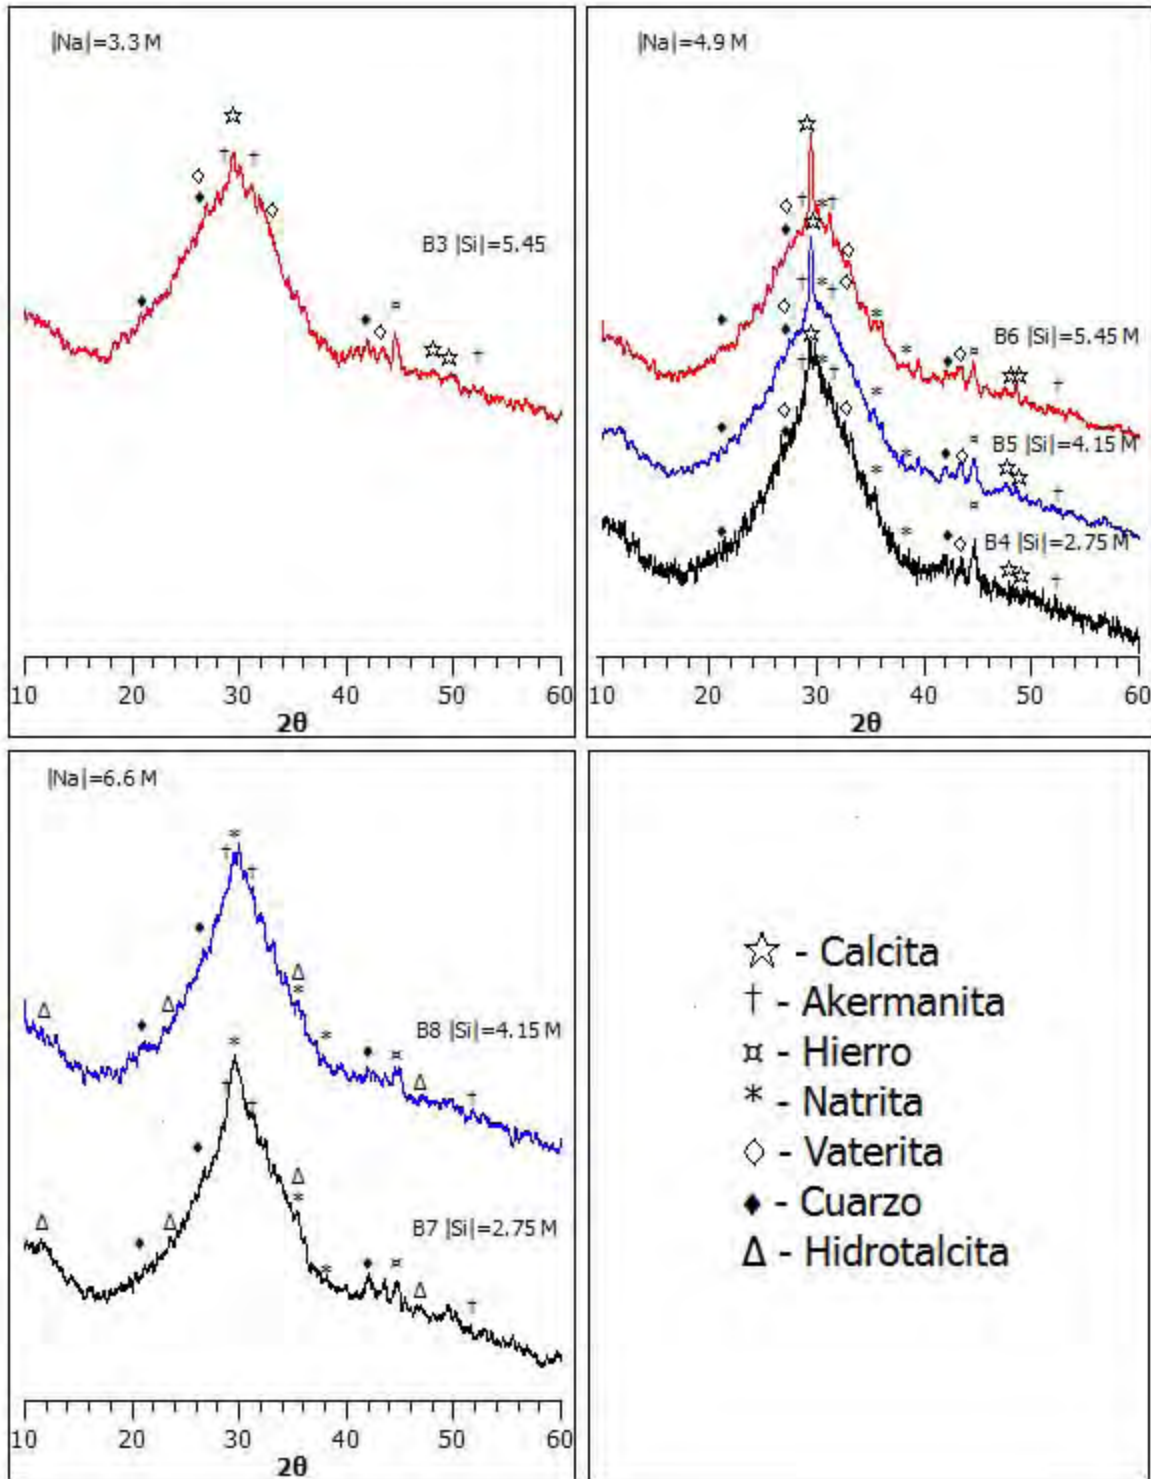 |Na|=3.3 M
B3 |Si|=5.45
10 20 30 40 50 60
2θ
|Na|=4.9 M
B6 |Si|=5.45 M
B5 |Si|=4.15 M
B4 |Si|=2.75 M
10 20 30 40 50 60
2θ
|Na|=6.6 M
B8 |Si|=4.15 M
B7 |Si|=2.75 M
10 20 30 40 50 60
2θ
☆ - Calcita
† - Akermanita
¤ - Hierro
* - Natrita
◇ - Vaterita
♦ - Cuarzo
Δ - Hidrotalcita